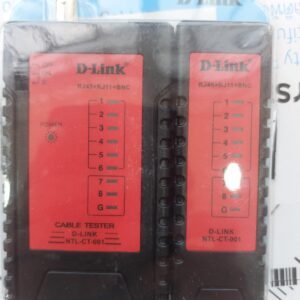 D-Link
RJ45+RJ11+BNC
POWER
1
2
3
4
5
6
7
8
G
CABLE TESTER
D-LINK
NTL-CT-001
D-Link
RJ45+RJ11+BNC
1
2
3
4
5
6
7
8
G
D-LINK
NTL-CT-001